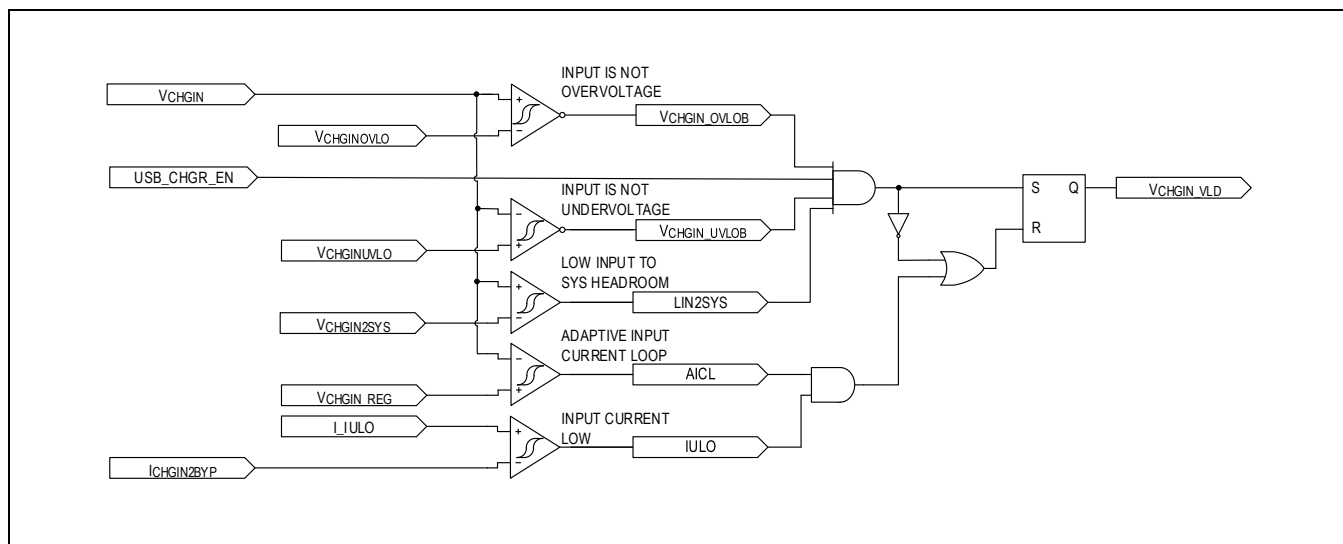 INPUT IS NOT
OVERVOLTAGE
VCHGIN
+
−
VCHGIN_OVLOB
VCHGINOVLO
USB_CHGR_EN
INPUT IS NOT
UNDERVOLTAGE
S Q
VCHGIN_VLD
−
+
VCHGIN_UVLOB
R
VCHGINUVLO
LOW INPUT TO
SYS HEADROOM
+
−
LIN2SYS
VCHGIN2SYS
ADAPTIVE INPUT
CURRENT LOOP
−
+
AICL
VCHGIN_REG
I_IULO
INPUT CURRENT
LOW
+
−
IULO
ICHGIN2BYP